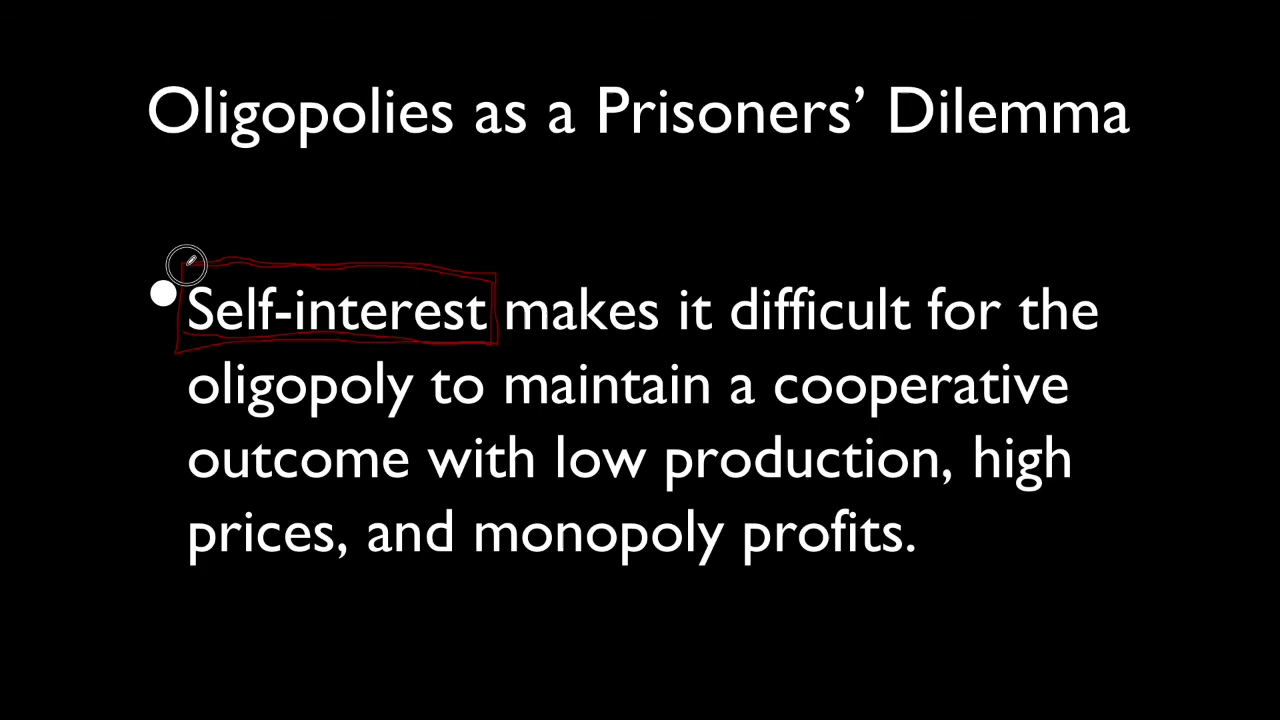 Oligopolies as a Prisoners’ Dilemma
Self-interest makes it difficult for the
oligopoly to maintain a cooperative
outcome with low production, high
prices, and monopoly profits.